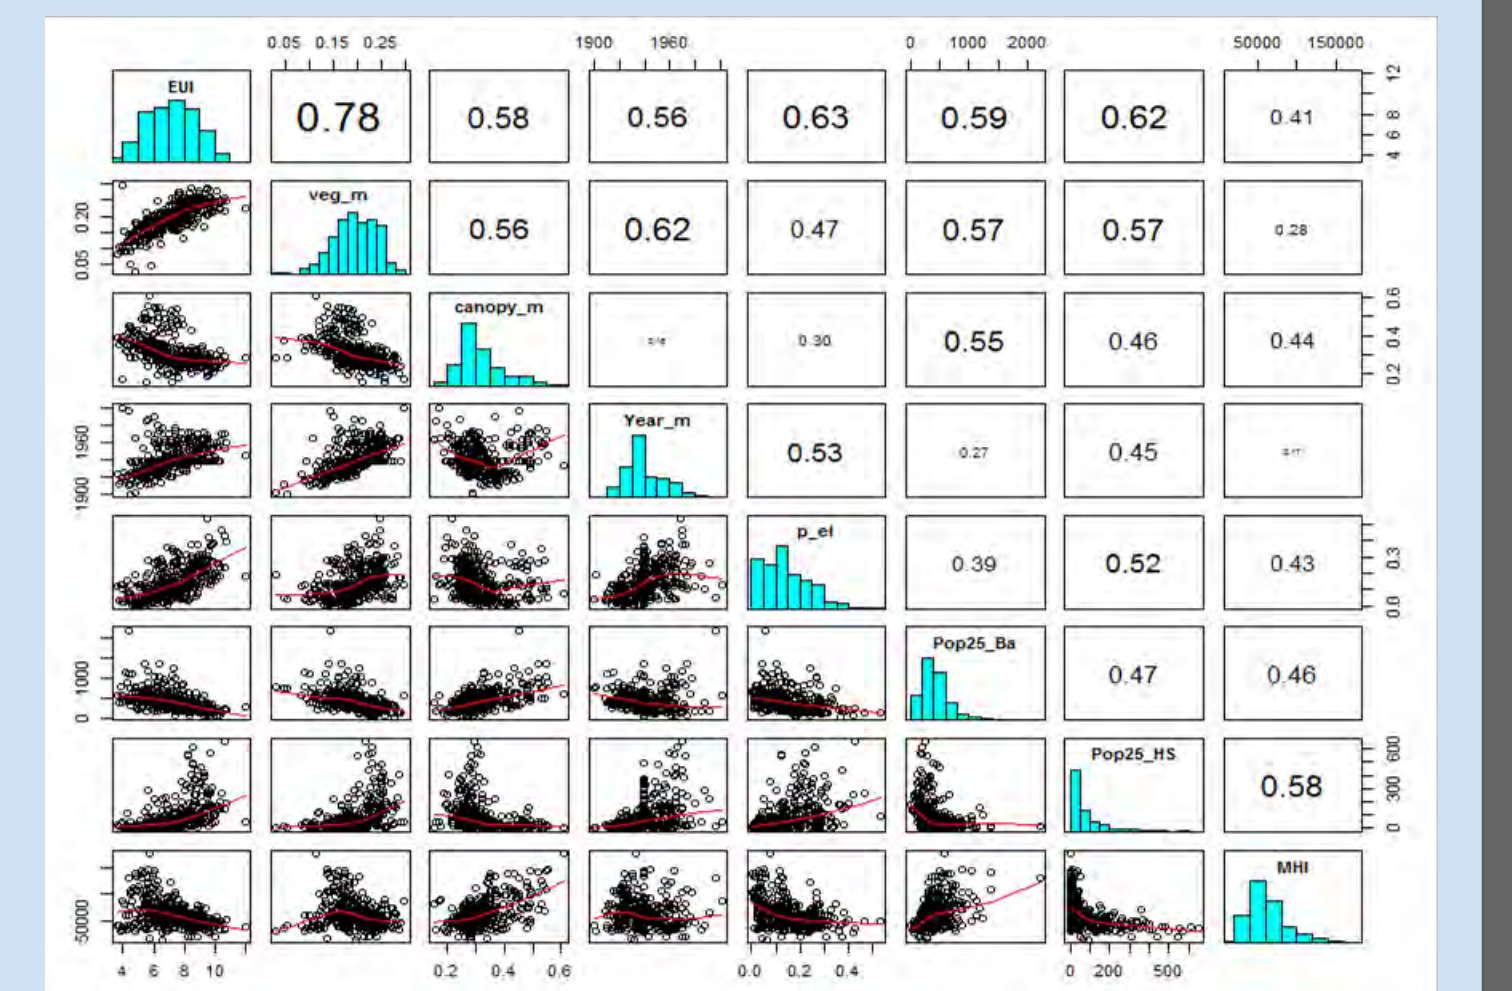 0.05 0.15 0.25 1900 1960 0 1000 2000 50000 150000
EUI 0.78 0.58 0.56 0.63 0.59 0.62 0.41 4 6 8 12
0.05 0.20 veg_m 0.56 0.62 0.47 0.57 0.57 0.28
canopy_m 0.30 0.55 0.46 0.44 0.2 0.4 0.6
1900 1960 Year_m 0.53 0.27 0.45
p_el 0.39 0.52 0.43 0.0 0.3
0 1000 Pop25_Ba 0.47 0.46
Pop25_HS 0.58 0 300 600
50000 MHI
4 6 8 10 0.2 0.4 0.6 0.0 0.2 0.4 0 200 500